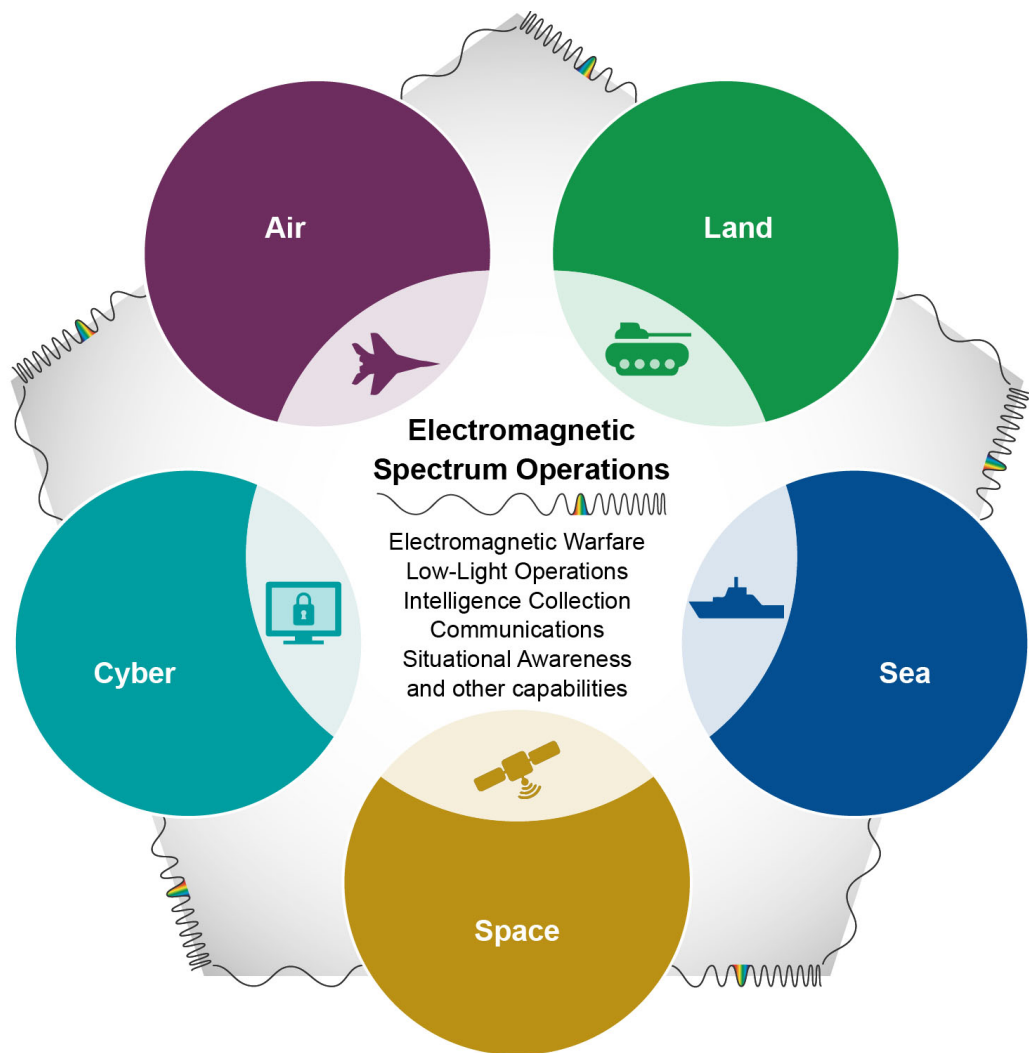 Air
Land
Electromagnetic
Spectrum Operations
Electromagnetic Warfare
Low-Light Operations
Intelligence Collection
Communications
Situational Awareness
and other capabilities
Cyber
Sea
Space